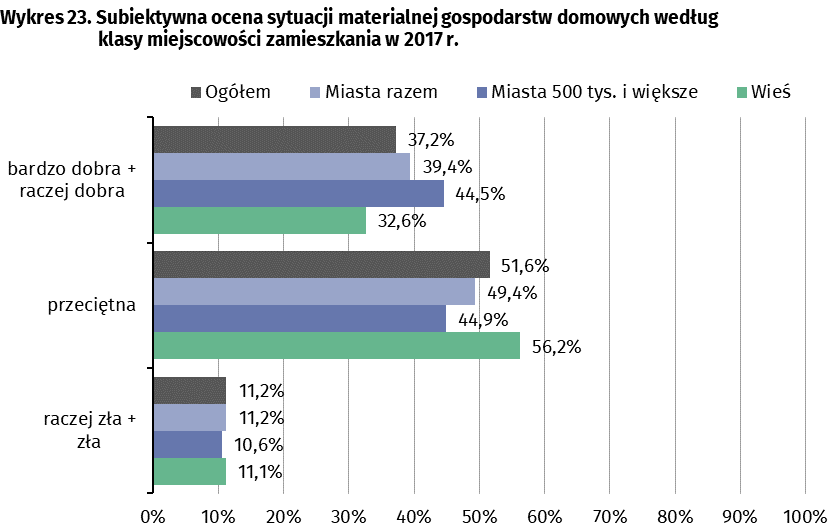 Wykres 23. Subiektywna ocena sytuacji materialnej gospodarstw domowych według
klasy miejscowości zamieszkania w 2017 r.
Ogółem Miasta razem Miasta 500 tys. i większe Wieś
bardzo dobra +
raczej dobra
37,2%
39,4%
44,5%
32,6%
przeciętna
51,6%
49,4%
44,9%
56,2%
raczej zła +
zła
11,2%
11,2%
10,6%
11,1%
0% 10% 20% 30% 40% 50% 60% 70% 80% 90% 100%